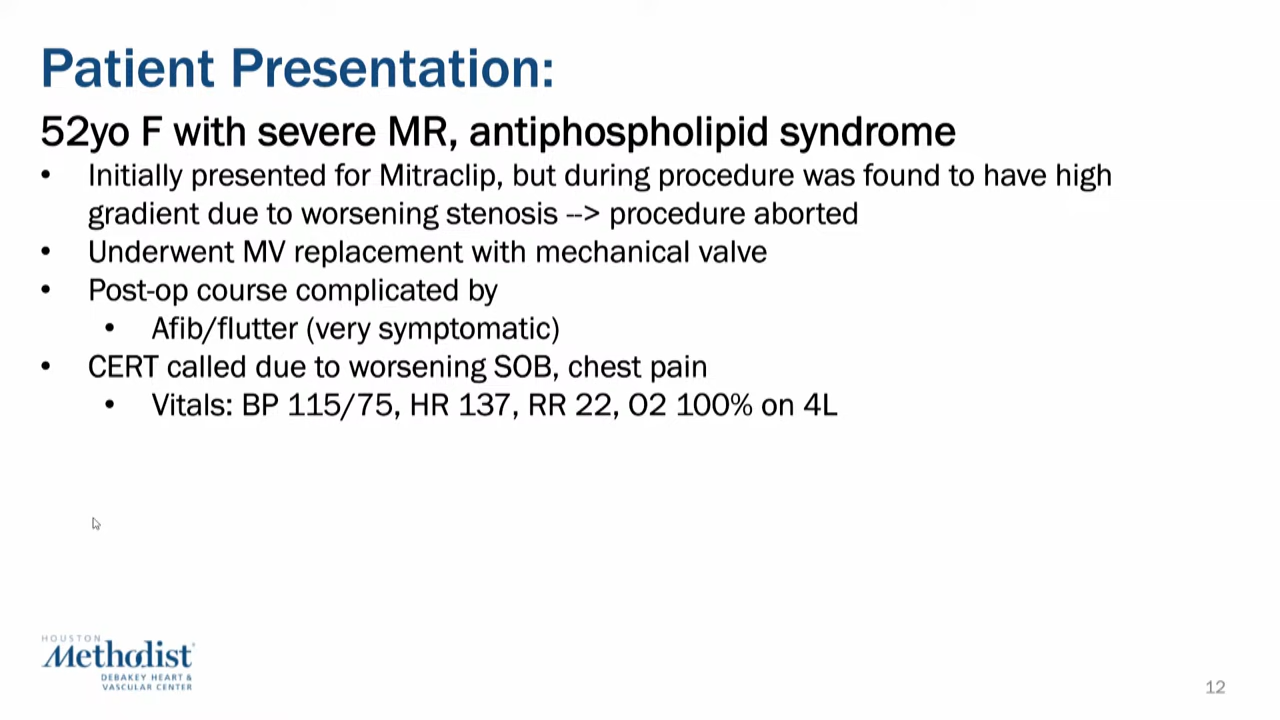 Patient Presentation:
52yo F with severe MR, antiphospholipid syndrome
• Initially presented for Mitraclip, but during procedure was found to have high
gradient due to worsening stenosis --> procedure aborted
• Underwent MV replacement with mechanical valve
• Post-op course complicated by
• Afib/flutter (very symptomatic)
• CERT called due to worsening SOB, chest pain
• Vitals: BP 115/75, HR 137, RR 22, O2 100% on 4L
HOUSTON
Methodist
DEBAKEY HEART &
VASCULAR CENTER
12